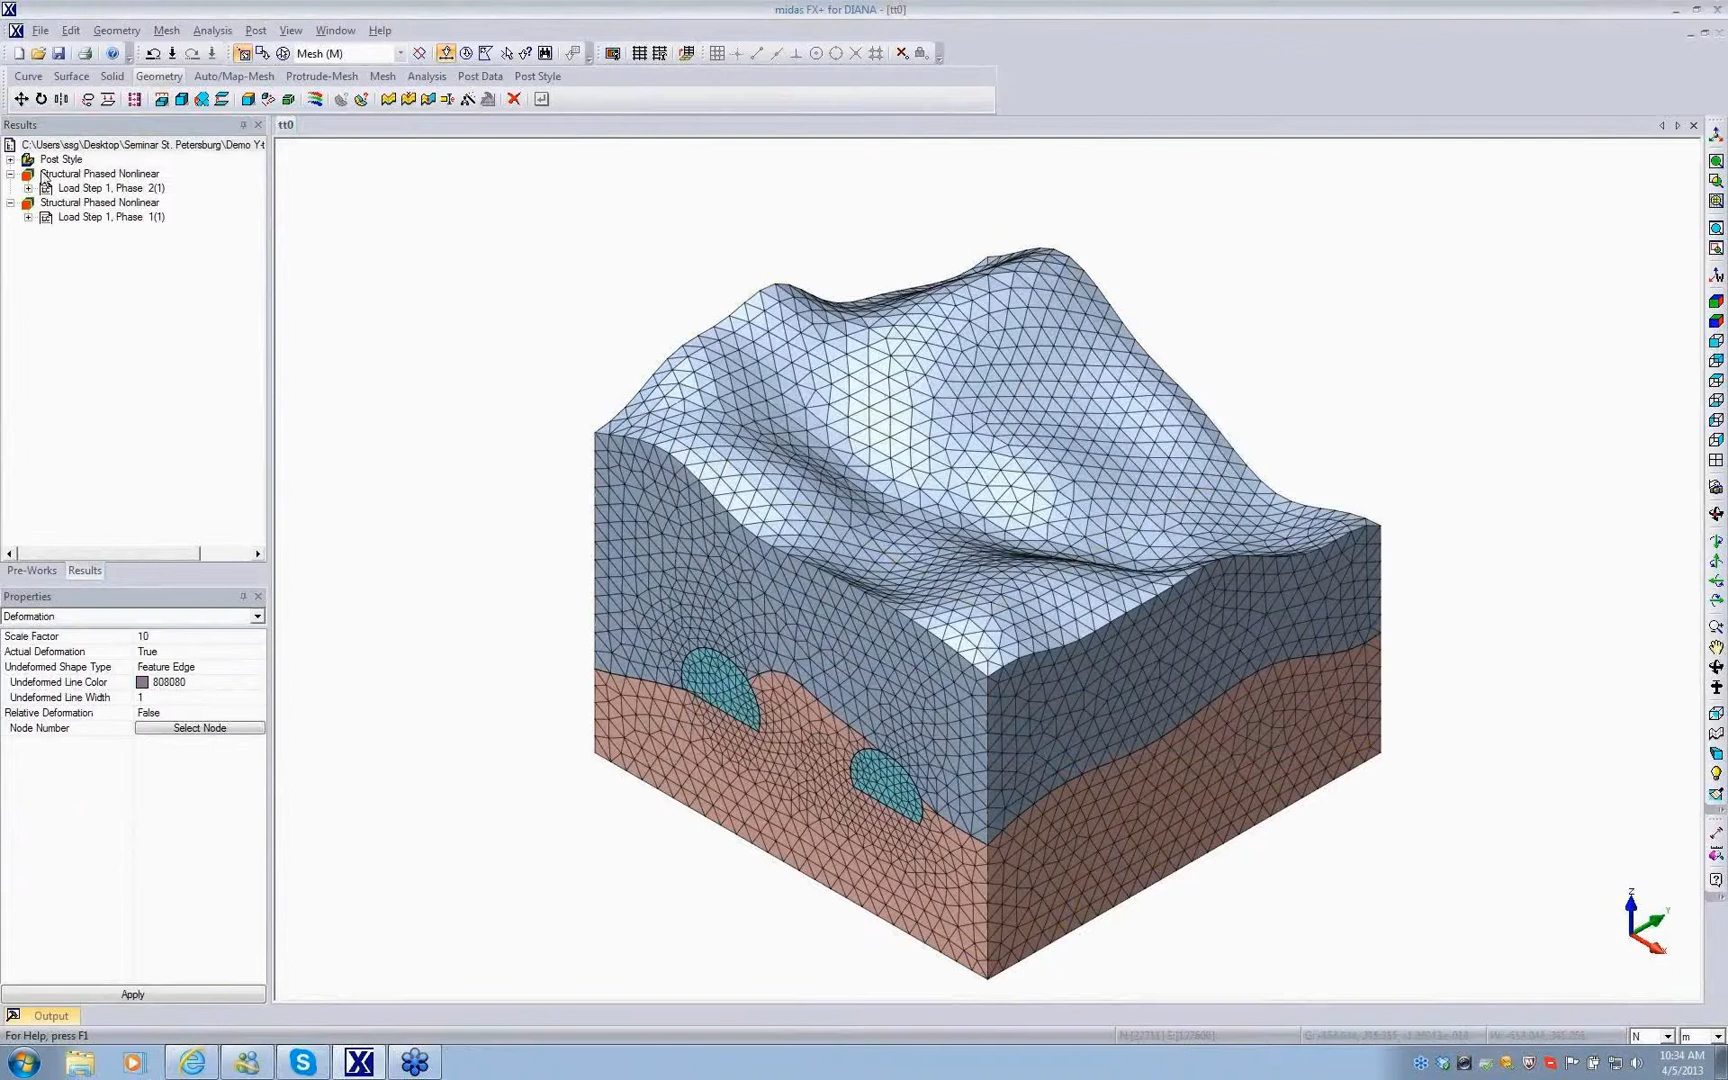 midas FX+ for DIANA - [tt0]
File Edit Geometry Mesh Analysis Post View Window Help
Mesh (M)
Curve Surface Solid Geometry Auto/Map-Mesh Protrude-Mesh Mesh Analysis Post Data Post Style
Results
tt0
C:\Users\ssg\Desktop\Seminar St. Petersburg\Demo Y-t
Post Style
Structural Phased Nonlinear
Load Step 1, Phase 2(1)
Structural Phased Nonlinear
Load Step 1, Phase 1(1)
Pre-Works Results
Properties
Deformation
Scale Factor 10
Actual Deformation True
Undeformed Shape Type Feature Edge
Undeformed Line Color 808080
Undeformed Line Width 1
Relative Deformation False
Node Number Select Node
Z
Y
X
Apply
Output
For Help, press F1
N m
10:34 AM
4/5/2013